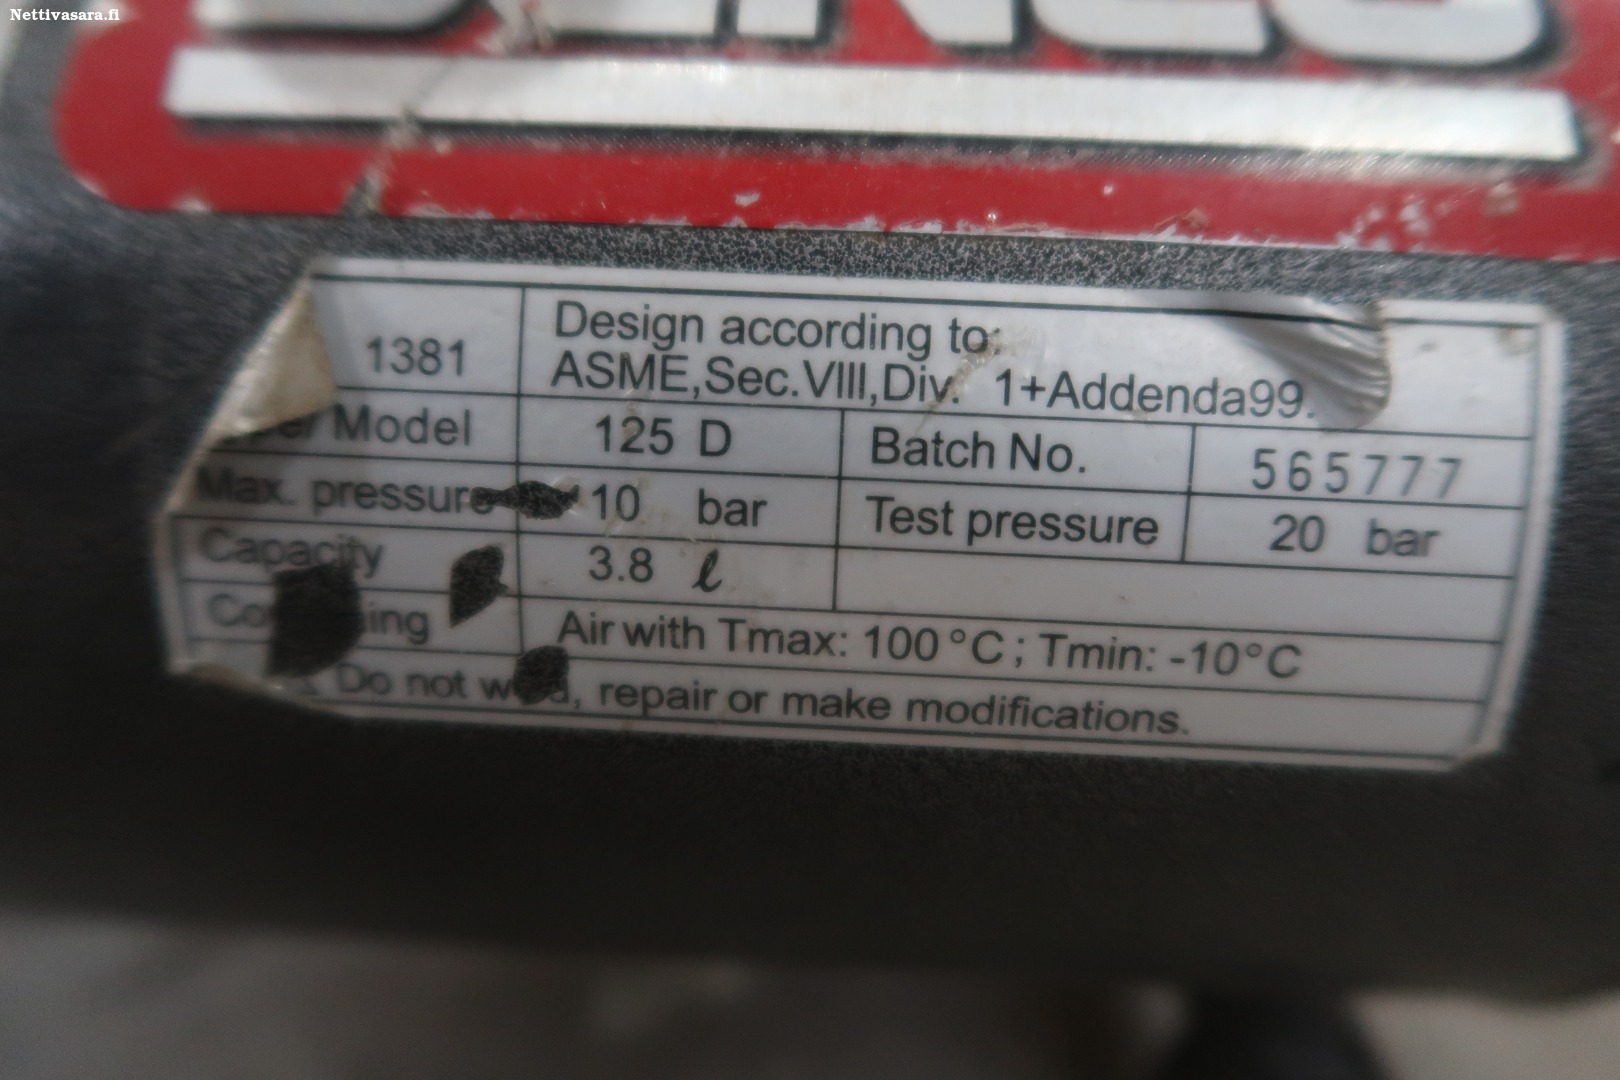 Nettivasara.fi
1381
Design according to:
ASME,Sec.VIII,Div. 1+Addenda99.
Model 125 D Batch No. 565777
Max. pressure 10 bar Test pressure 20 bar
Capacity 3.8 ℓ
Air with Tmax: 100°C ; Tmin: -10°C
Do not repair or make modifications.